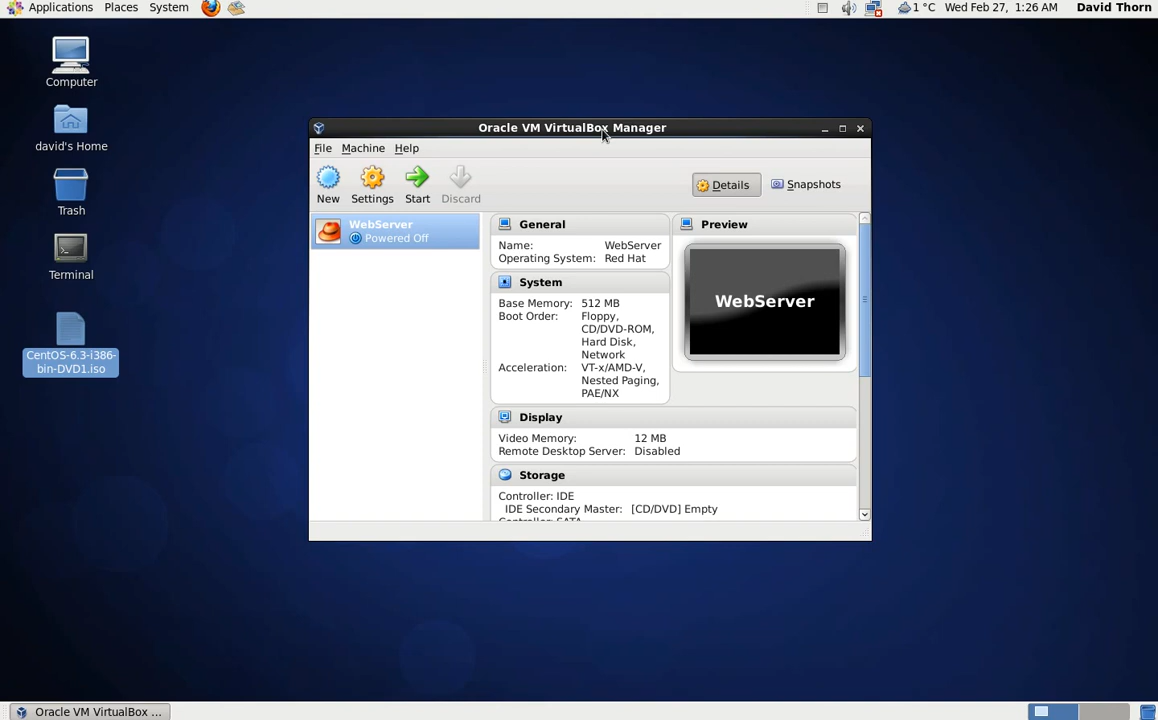 Applications Places System 1 °C Wed Feb 27, 1:26 AM David Thorn
Computer
david's Home
Trash
Terminal
CentOS-6.3-i386-
bin-DVD1.iso
Oracle VM VirtualBox Manager
File Machine Help
New Settings Start Discard
Details Snapshots
WebServer
Powered Off
General
Name: WebServer
Operating System: Red Hat
System
Base Memory: 512 MB
Boot Order: Floppy,
CD/DVD-ROM,
Hard Disk,
Network
Acceleration: VT-x/AMD-V,
Nested Paging,
PAE/NX
Preview
WebServer
Display
Video Memory: 12 MB
Remote Desktop Server: Disabled
Storage
Controller: IDE
IDE Secondary Master: [CD/DVD] Empty
Controller: SATA
Oracle VM VirtualBox ...